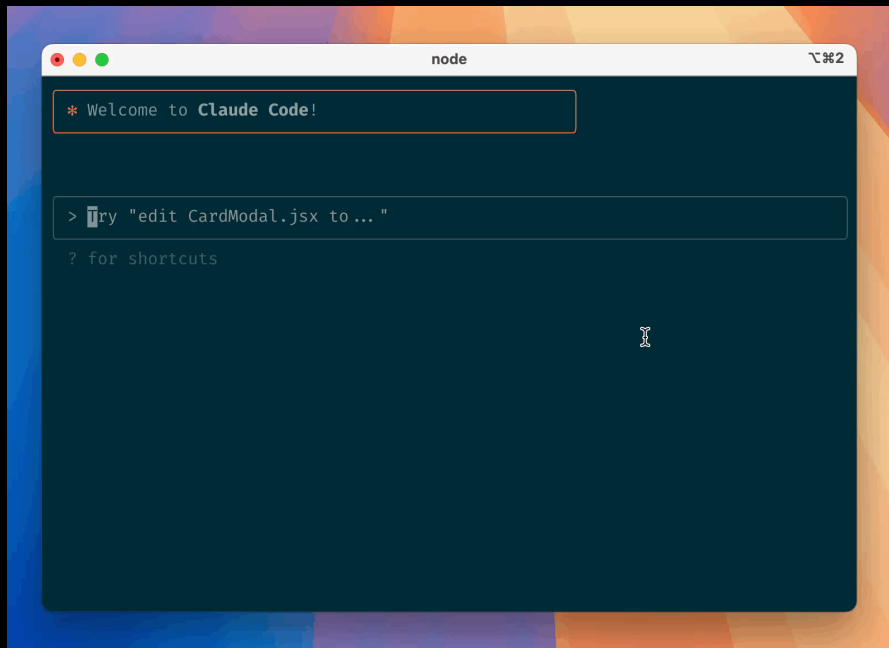 node
⌥⌘2
* Welcome to Claude Code!
> Try "edit CardModal.jsx to..."
? for shortcuts